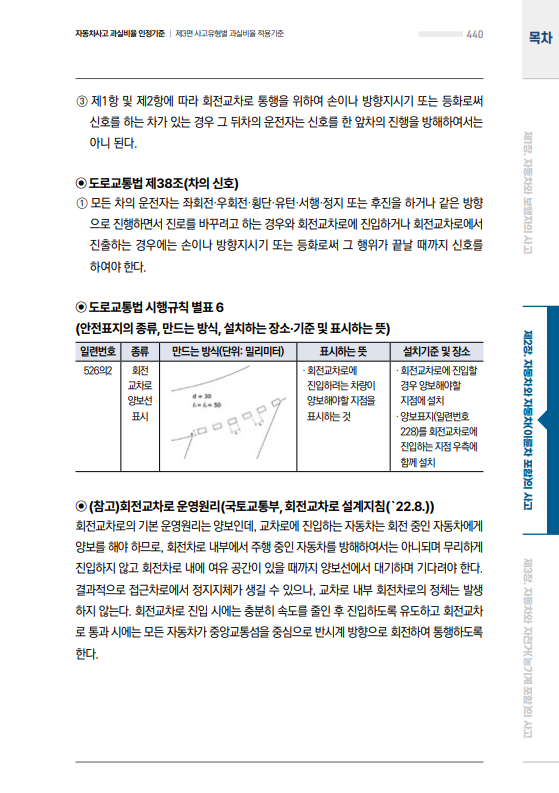 자동차사고 과실비율 인정기준 | 제3편 사고유형별 과실비율 적용기준
440
목차
③ 제1항 및 제2항에 따라 회전교차로 통행을 위하여 손이나 방향지시기 또는 등화로써
신호를 하는 차가 있는 경우 그 뒤차의 운전자는 신호를 한 앞차의 진행을 방해하여서는
아니 된다.
◉ 도로교통법 제38조(차의 신호)
① 모든 차의 운전자는 좌회전·우회전·횡단·유턴·서행·정지 또는 후진을 하거나 같은 방향
으로 진행하면서 진로를 바꾸려고 하는 경우와 회전교차로에 진입하거나 회전교차로에서
진출하는 경우에는 손이나 방향지시기 또는 등화로써 그 행위가 끝날 때까지 신호를
하여야 한다.
◉ 도로교통법 시행규칙 별표 6
(안전표지의 종류, 만드는 방식, 설치하는 장소·기준 및 표시하는 뜻)
일련번호 종류 만드는 방식(단위: 밀리미터) 표시하는 뜻 설치기준 및 장소
526의2
회전
교차로
양보선
표시
d = 30
l₁ = l₂ = 50
· 회전교차로에
진입하려는 차량이
양보해야할 지점을
표시하는 것
· 회전교차로에 진입할
경우 양보해야할
지점에 설치
· 양보표지(일련번호
228)를 회전교차로에
진입하는 지점 우측에
함께 설치
◉ (참고)회전교차로 운영원리(국토교통부, 회전교차로 설계지침(`22.8.))
회전교차로의 기본 운영원리는 양보인데, 교차로에 진입하는 자동차는 회전 중인 자동차에게
양보를 해야 하므로, 회전차로 내부에서 주행 중인 자동차를 방해하여서는 아니되며 무리하게
진입하지 않고 회전차로 내에 여유 공간이 있을 때까지 양보선에서 대기하며 기다려야 한다.
결과적으로 접근차로에서 정지지체가 생길 수 있으나, 교차로 내부 회전차로의 정체는 발생
하지 않는다. 회전교차로 진입 시에는 충분히 속도를 줄인 후 진입하도록 유도하고 회전교차
로 통과 시에는 모든 자동차가 중앙교통섬을 중심으로 반시계 방향으로 회전하여 통행하도록
한다.
제1장. 자동차와 보행자의 사고
제2장. 자동차와 자동차(이륜차 포함)의 사고
제3장. 자동차와 자전거(농기계 포함)의 사고